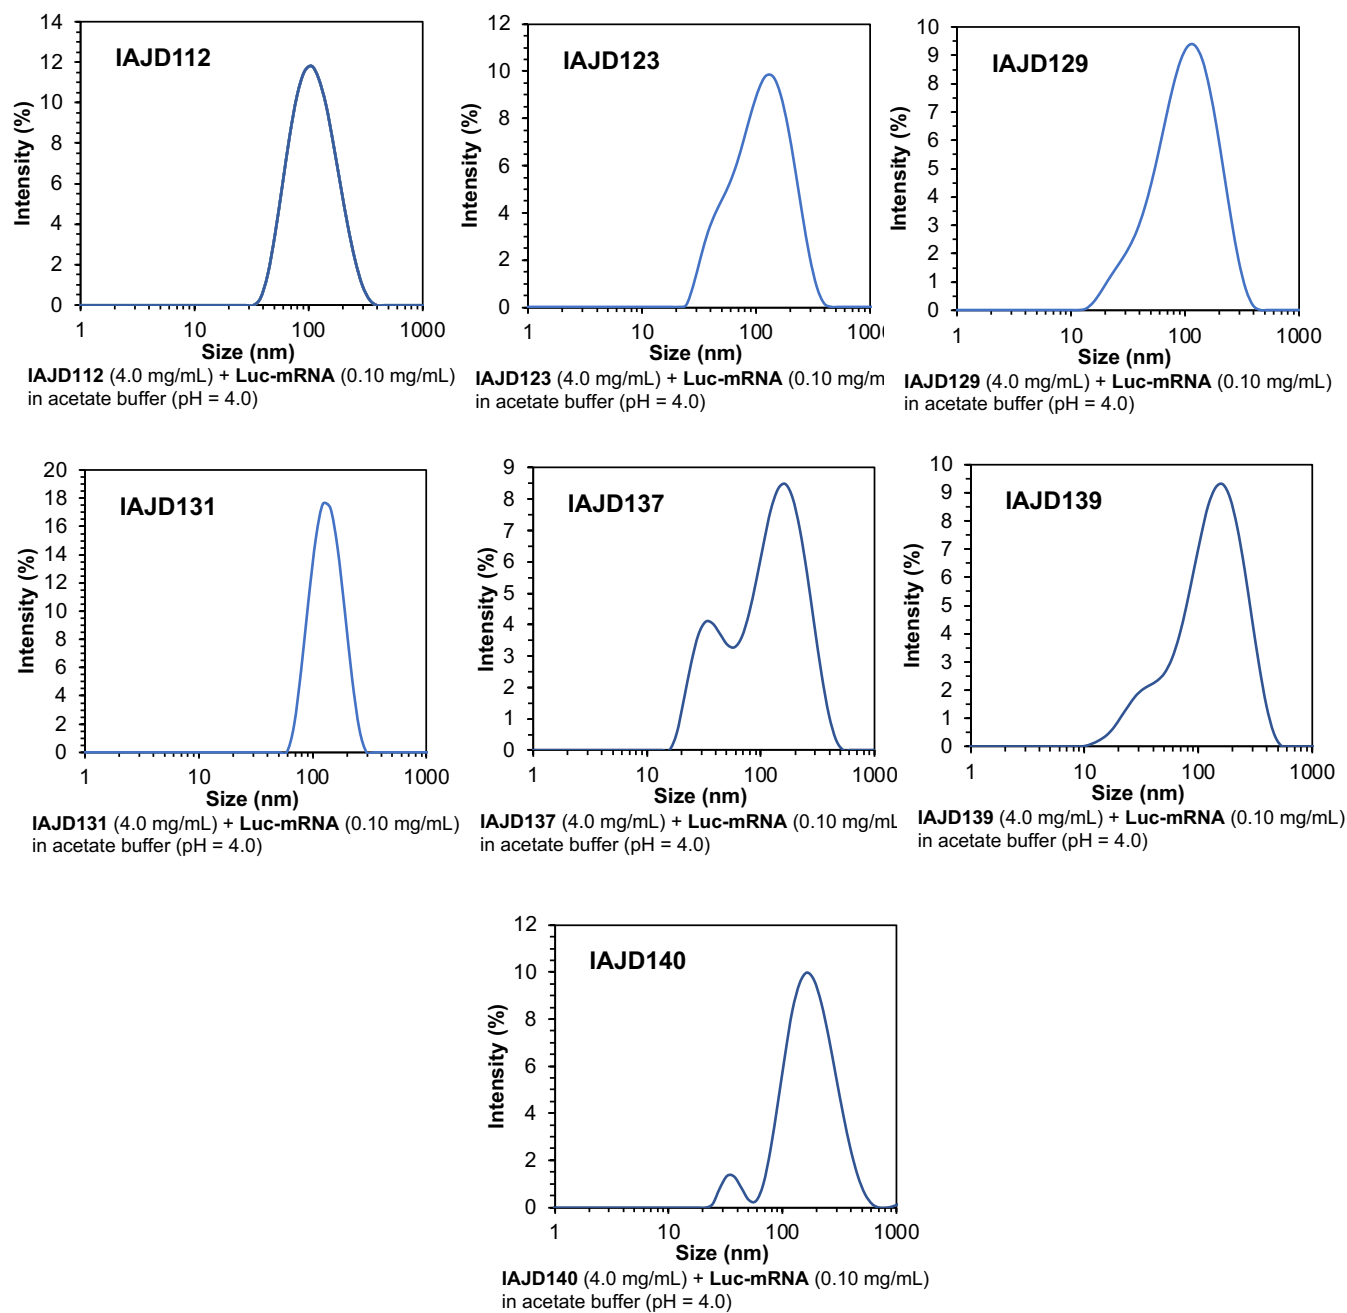 IAJD112
Intensity (%)
14
12
10
8
6
4
2
0
1 10 100 1000
Size (nm)
IAJD112 (4.0 mg/mL) + Luc-mRNA (0.10 mg/mL)
in acetate buffer (pH = 4.0)
IAJD123
Intensity (%)
12
10
8
6
4
2
0
1 10 100
Size (nm)
IAJD123 (4.0 mg/mL) + Luc-mRNA (0.10 mg/m
in acetate buffer (pH = 4.0)
IAJD129
Intensity (%)
10
9
8
7
6
5
4
3
2
1
0
1 10 100 1000
Size (nm)
IAJD129 (4.0 mg/mL) + Luc-mRNA (0.10 mg/mL)
in acetate buffer (pH = 4.0)
IAJD131
Intensity (%)
20
18
16
14
12
10
8
6
4
2
0
1 10 100 1000
Size (nm)
IAJD131 (4.0 mg/mL) + Luc-mRNA (0.10 mg/mL)
in acetate buffer (pH = 4.0)
IAJD137
Intensity (%)
9
8
7
6
5
4
3
2
1
0
1 10 100 1000
Size (nm)
IAJD137 (4.0 mg/mL) + Luc-mRNA (0.10 mg/mL
in acetate buffer (pH = 4.0)
IAJD139
Intensity (%)
10
9
8
7
6
5
4
3
2
1
0
1 10 100 1000
Size (nm)
IAJD139 (4.0 mg/mL) + Luc-mRNA (0.10 mg/mL)
in acetate buffer (pH = 4.0)
IAJD140
Intensity (%)
12
10
8
6
4
2
0
1 10 100 1000
Size (nm)
IAJD140 (4.0 mg/mL) + Luc-mRNA (0.10 mg/mL)
in acetate buffer (pH = 4.0)